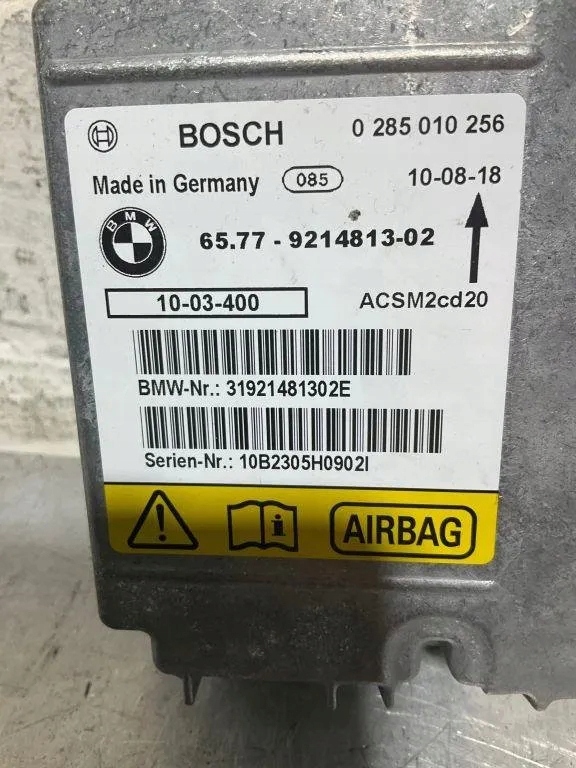 BOSCH 0 285 010 256
Made in Germany 085 10-08-18
BMW 65.77 - 9214813-02
10-03-400 ACSM2cd20
BMW-Nr.: 31921481302E
Serien-Nr.: 10B2305H0902I
AIRBAG